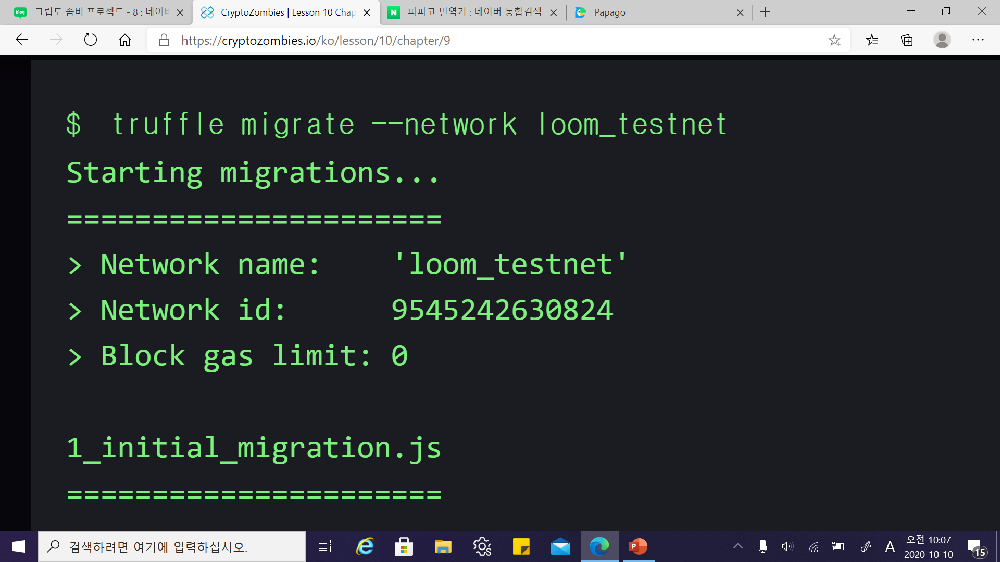 크립토 좀비 프로젝트 - 8 : 네이버
CryptoZombies | Lesson 10 Chap
파파고 번역기 : 네이버 통합검색
Papago
https://cryptozombies.io/ko/lesson/10/chapter/9
$ truffle migrate --network loom_testnet
Starting migrations...
======================
> Network name:    'loom_testnet'
> Network id:      9545242630824
> Block gas limit: 0
1_initial_migration.js
======================
검색하려면 여기에 입력하십시오.
A
오전 10:07
2020-10-10
15